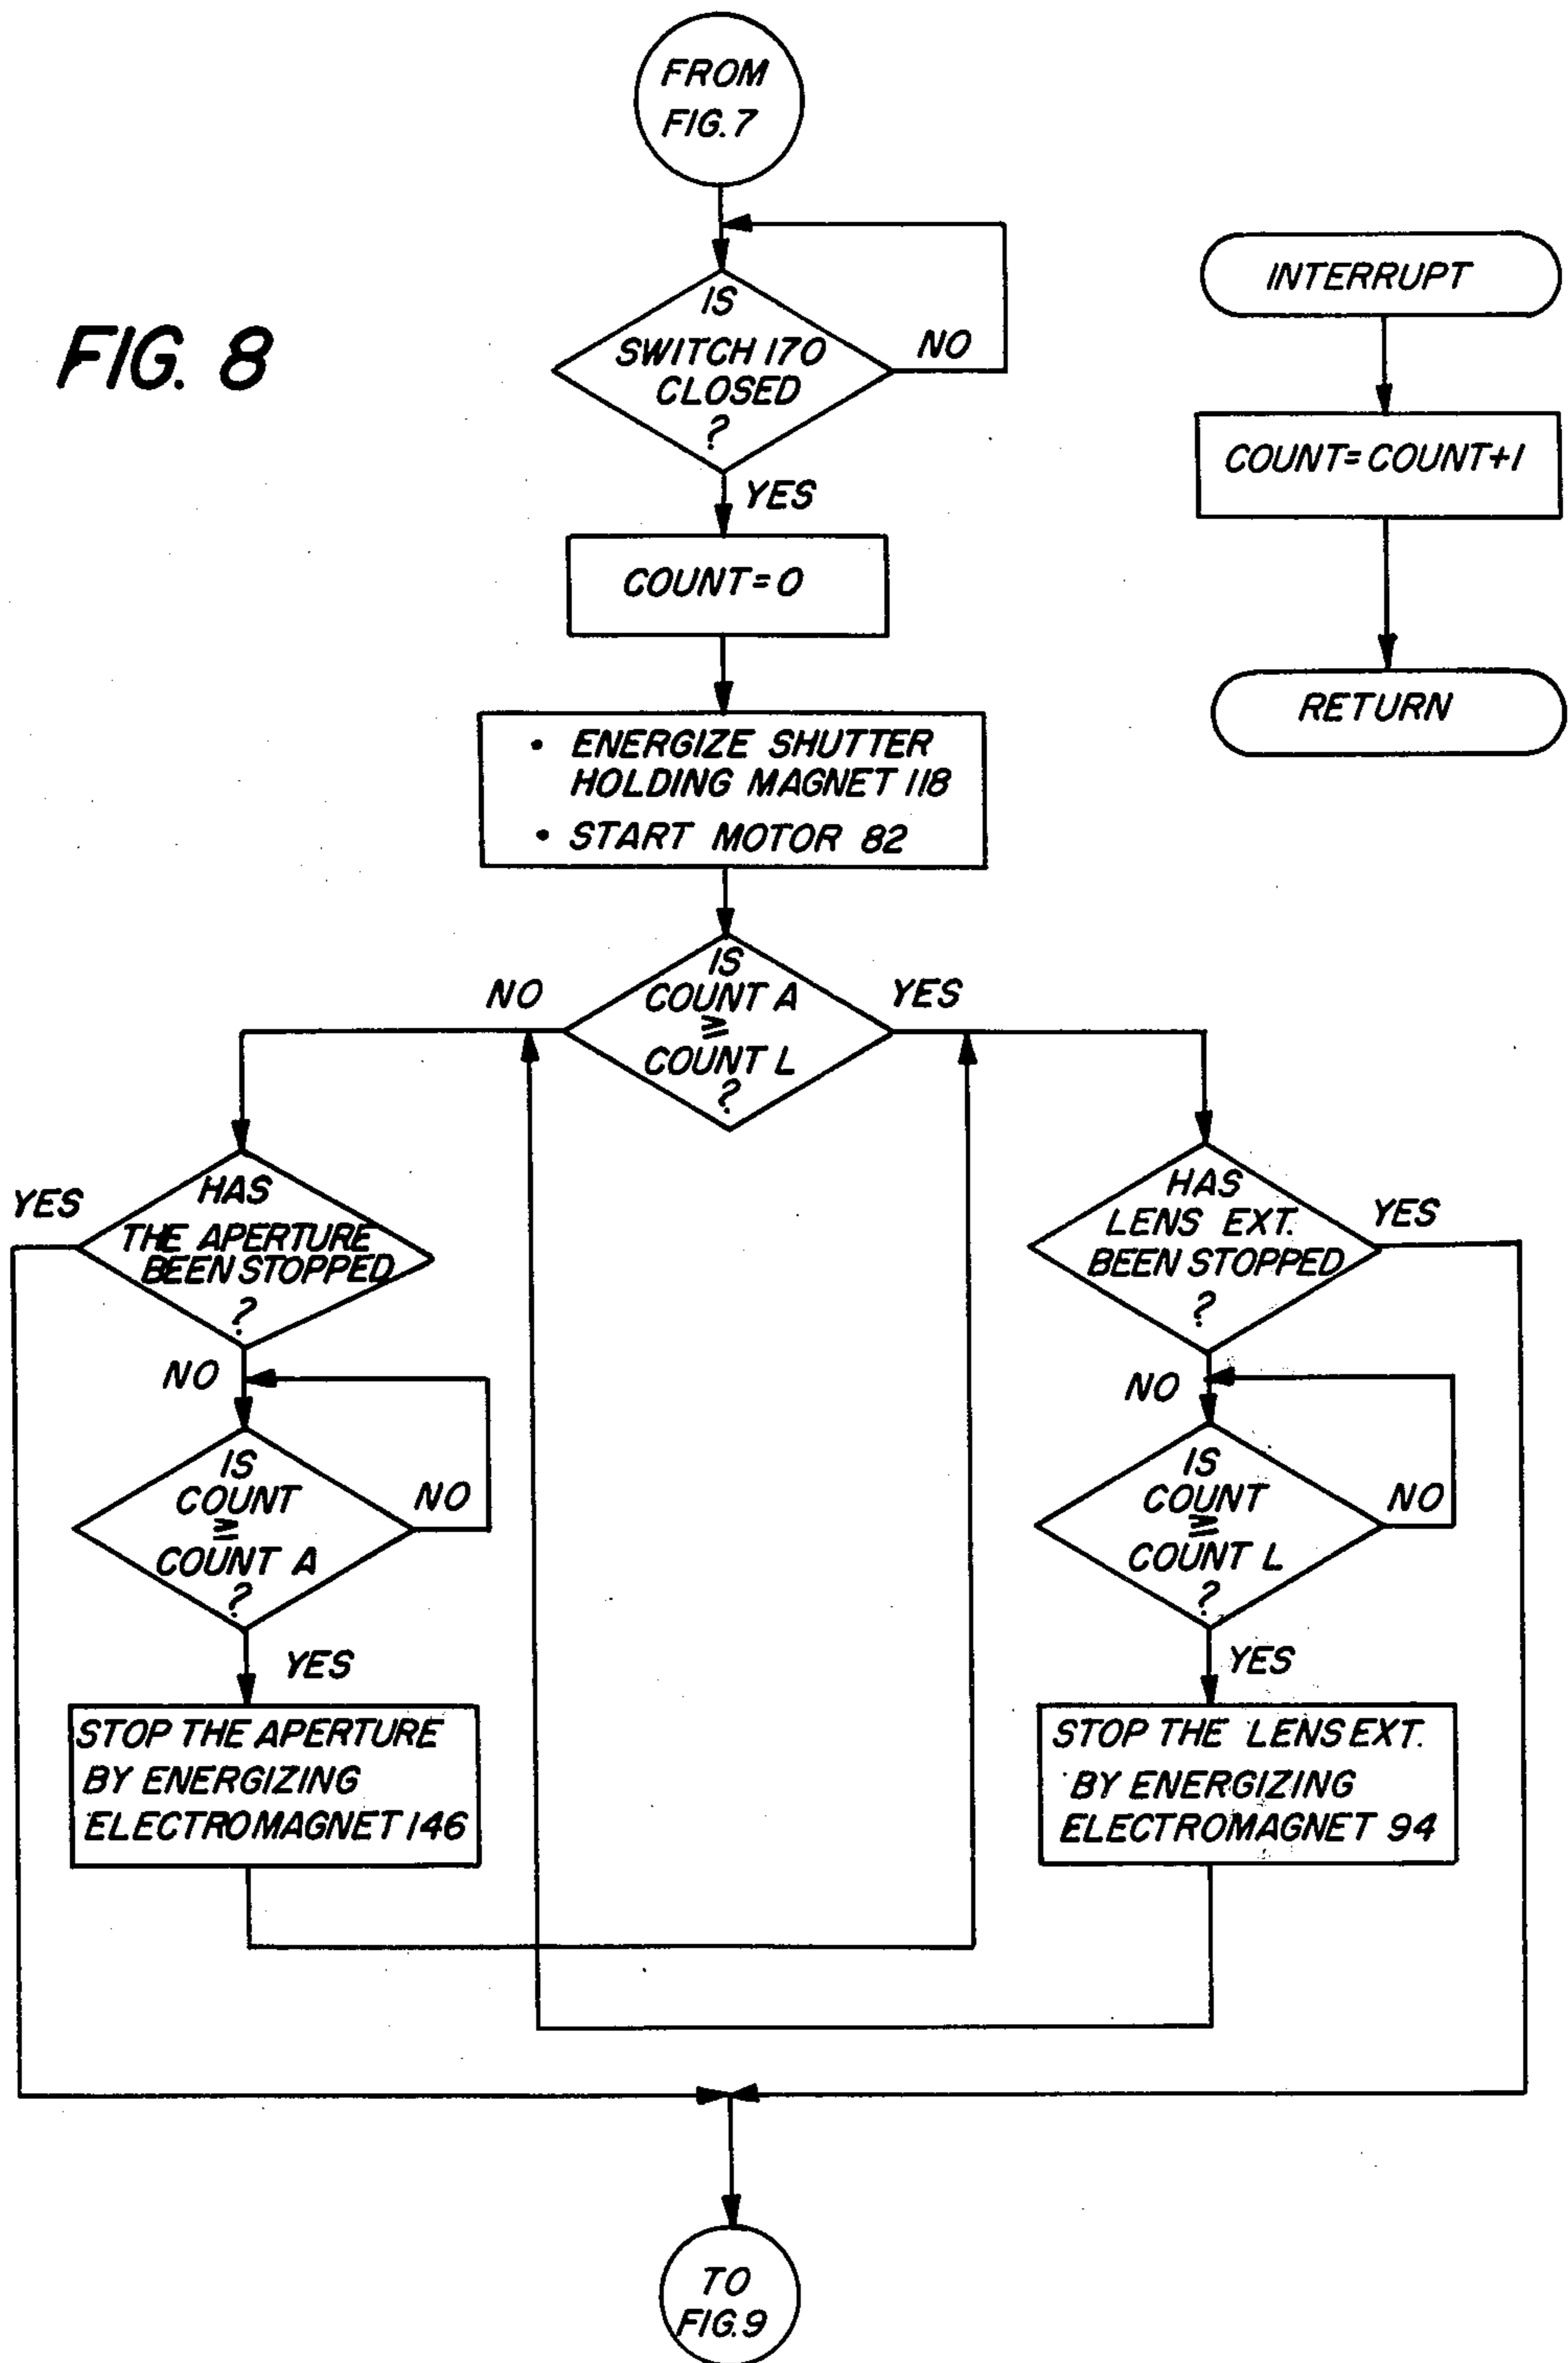 FROM
FIG. 7
FIG. 8
IS
SWITCH 170
CLOSED
?
NO
YES
INTERRUPT
COUNT=COUNT+1
RETURN
COUNT=0
• ENERGIZE SHUTTER
HOLDING MAGNET 118
• START MOTOR 82
IS
COUNT A
≥
COUNT L
?
NO
YES
HAS
THE APERTURE
BEEN STOPPED
?
YES
NO
IS
COUNT
≥
COUNT A
?
NO
YES
STOP THE APERTURE
BY ENERGIZING
ELECTROMAGNET 146
HAS
LENS EXT.
BEEN STOPPED
?
YES
NO
IS
COUNT
≥
COUNT L
?
NO
YES
STOP THE LENS EXT.
BY ENERGIZING
ELECTROMAGNET 94
TO
FIG. 9